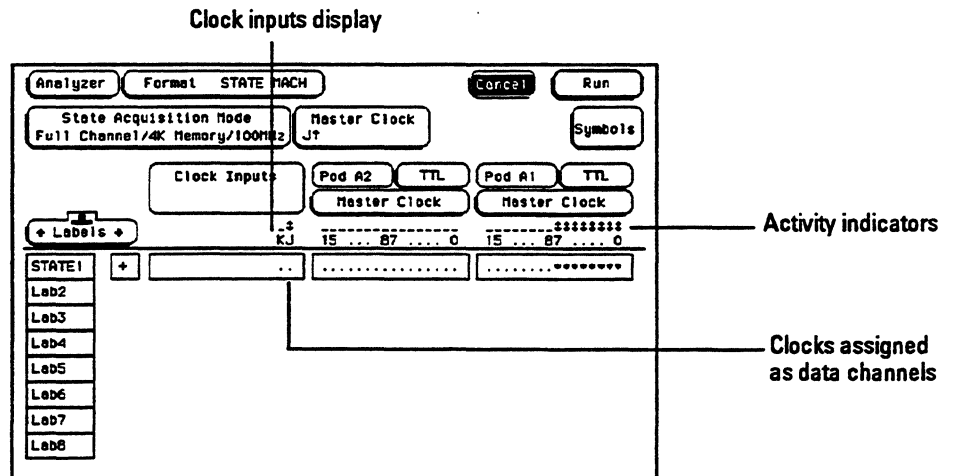 Clock inputs display
Analyzer Format STATE MACH Cancel Run
State Acquisition Mode
Full Channel/4K Memory/100MHz
Master Clock
J↑
Symbols
Clock Inputs
Pod A2 TTL
Master Clock
Pod A1 TTL
Master Clock
Activity indicators
+ Labels +
_‡ ---------------- --------‡‡‡‡‡‡‡‡
KJ 15 ... 87 .... 0 15 ... 87 .... 0
STATE1 + .. ................ ........********
Lab2
Lab3
Lab4
Lab5
Lab6
Lab7
Lab8
Clocks assigned
as data channels